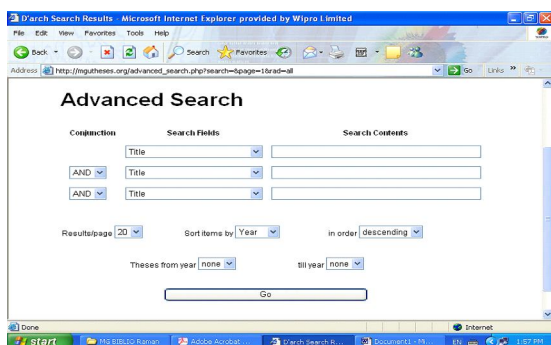 D'arch Search Results - Microsoft Internet Explorer provided by Wipro Limited
File Edit View Favorites Tools Help
Back Search Favorites
Address http://mgutheses.org/advanced_search.php?search=&page=1&rad=all Go Links »
Advanced Search
Conjunction Search Fields Search Contents
Title
AND Title
AND Title
Results/page 20 Sort items by Year in order descending
Theses from year none till year none
Go
Done Internet
start MG BIBLIO Raman Adobe Acrobat ... D'arch Search R... Document1 - M... EN 1:57 PM